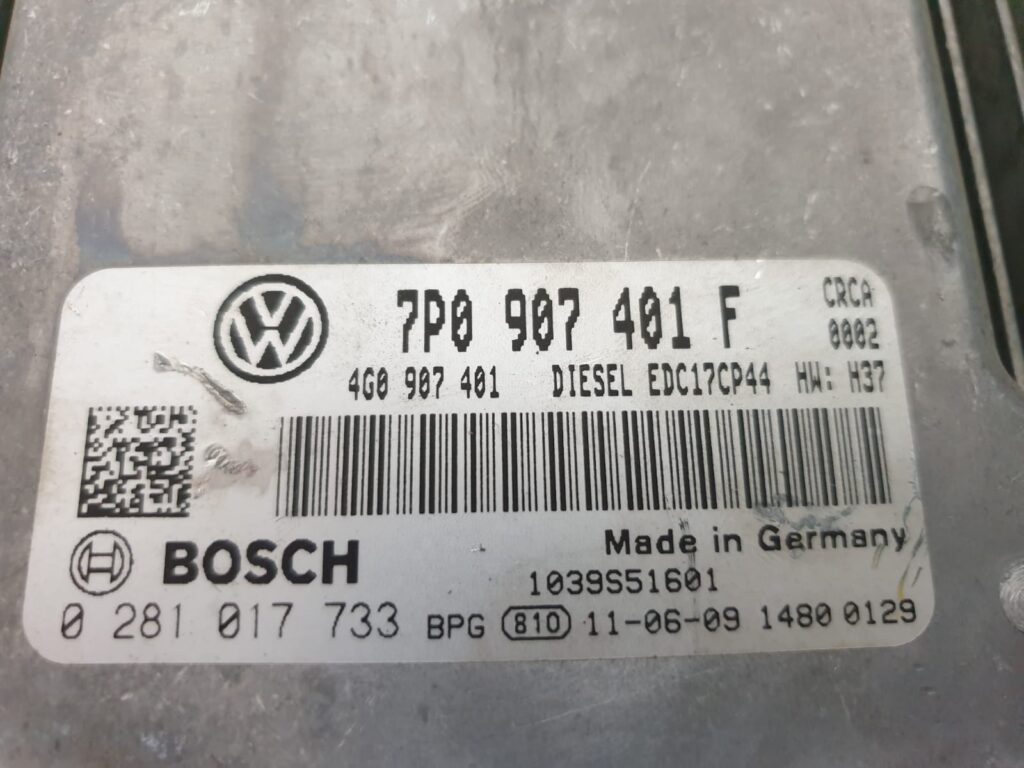 7P0 907 401 F
CRCA
0002
4G0 907 401 DIESEL EDC17CP44 HW: H37
Made in Germany
BOSCH
1039S51601
0 281 017 733 BPG 810 11-06-09 1480 0129